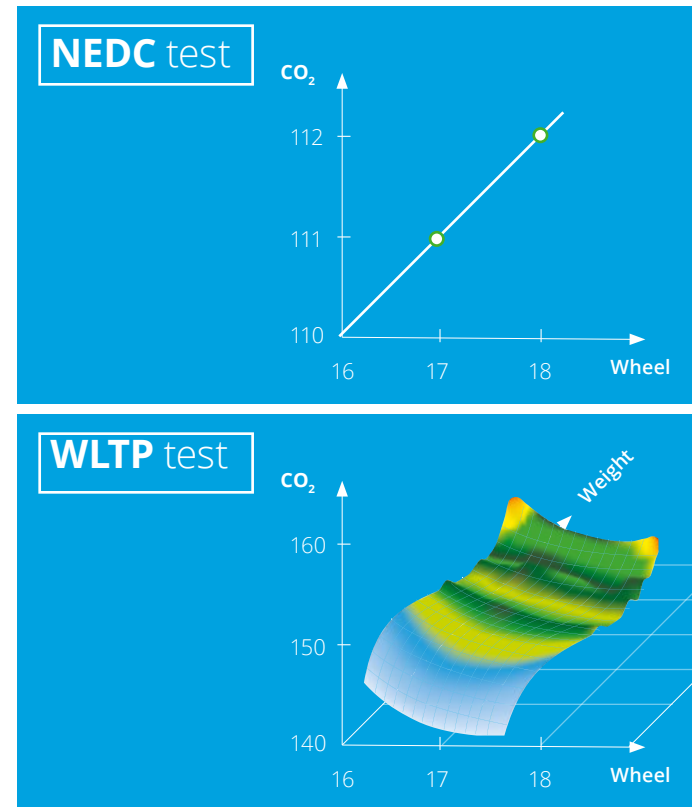 NEDC test
CO₂
112
111
110
16 17 18 Wheel
WLTP test
CO₂
Weight
160
150
140
16 17 18 Wheel